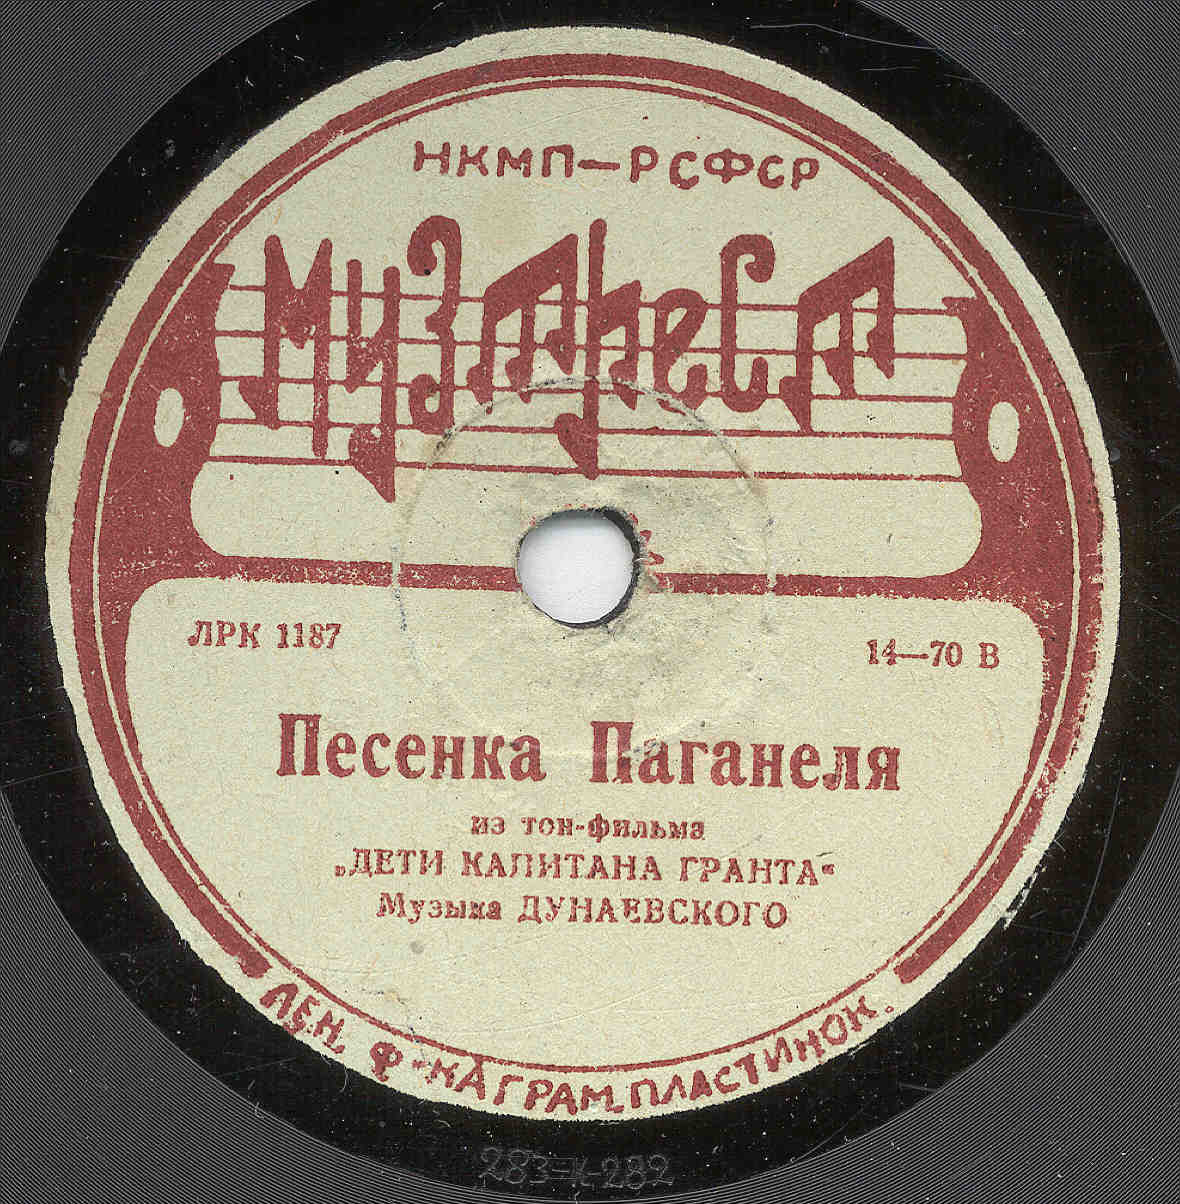 НКМП–РСФСР
Музтрест
ЛРК 1187
14—70 В
Песенка Паганеля
из тон-фильма
„ДЕТИ КАПИТАНА ГРАНТА“
Музыка ДУНАЕВСКОГО
ЛЕН. Ф-КА ГРАМ.ПЛАСТИНОК.
283-К-282